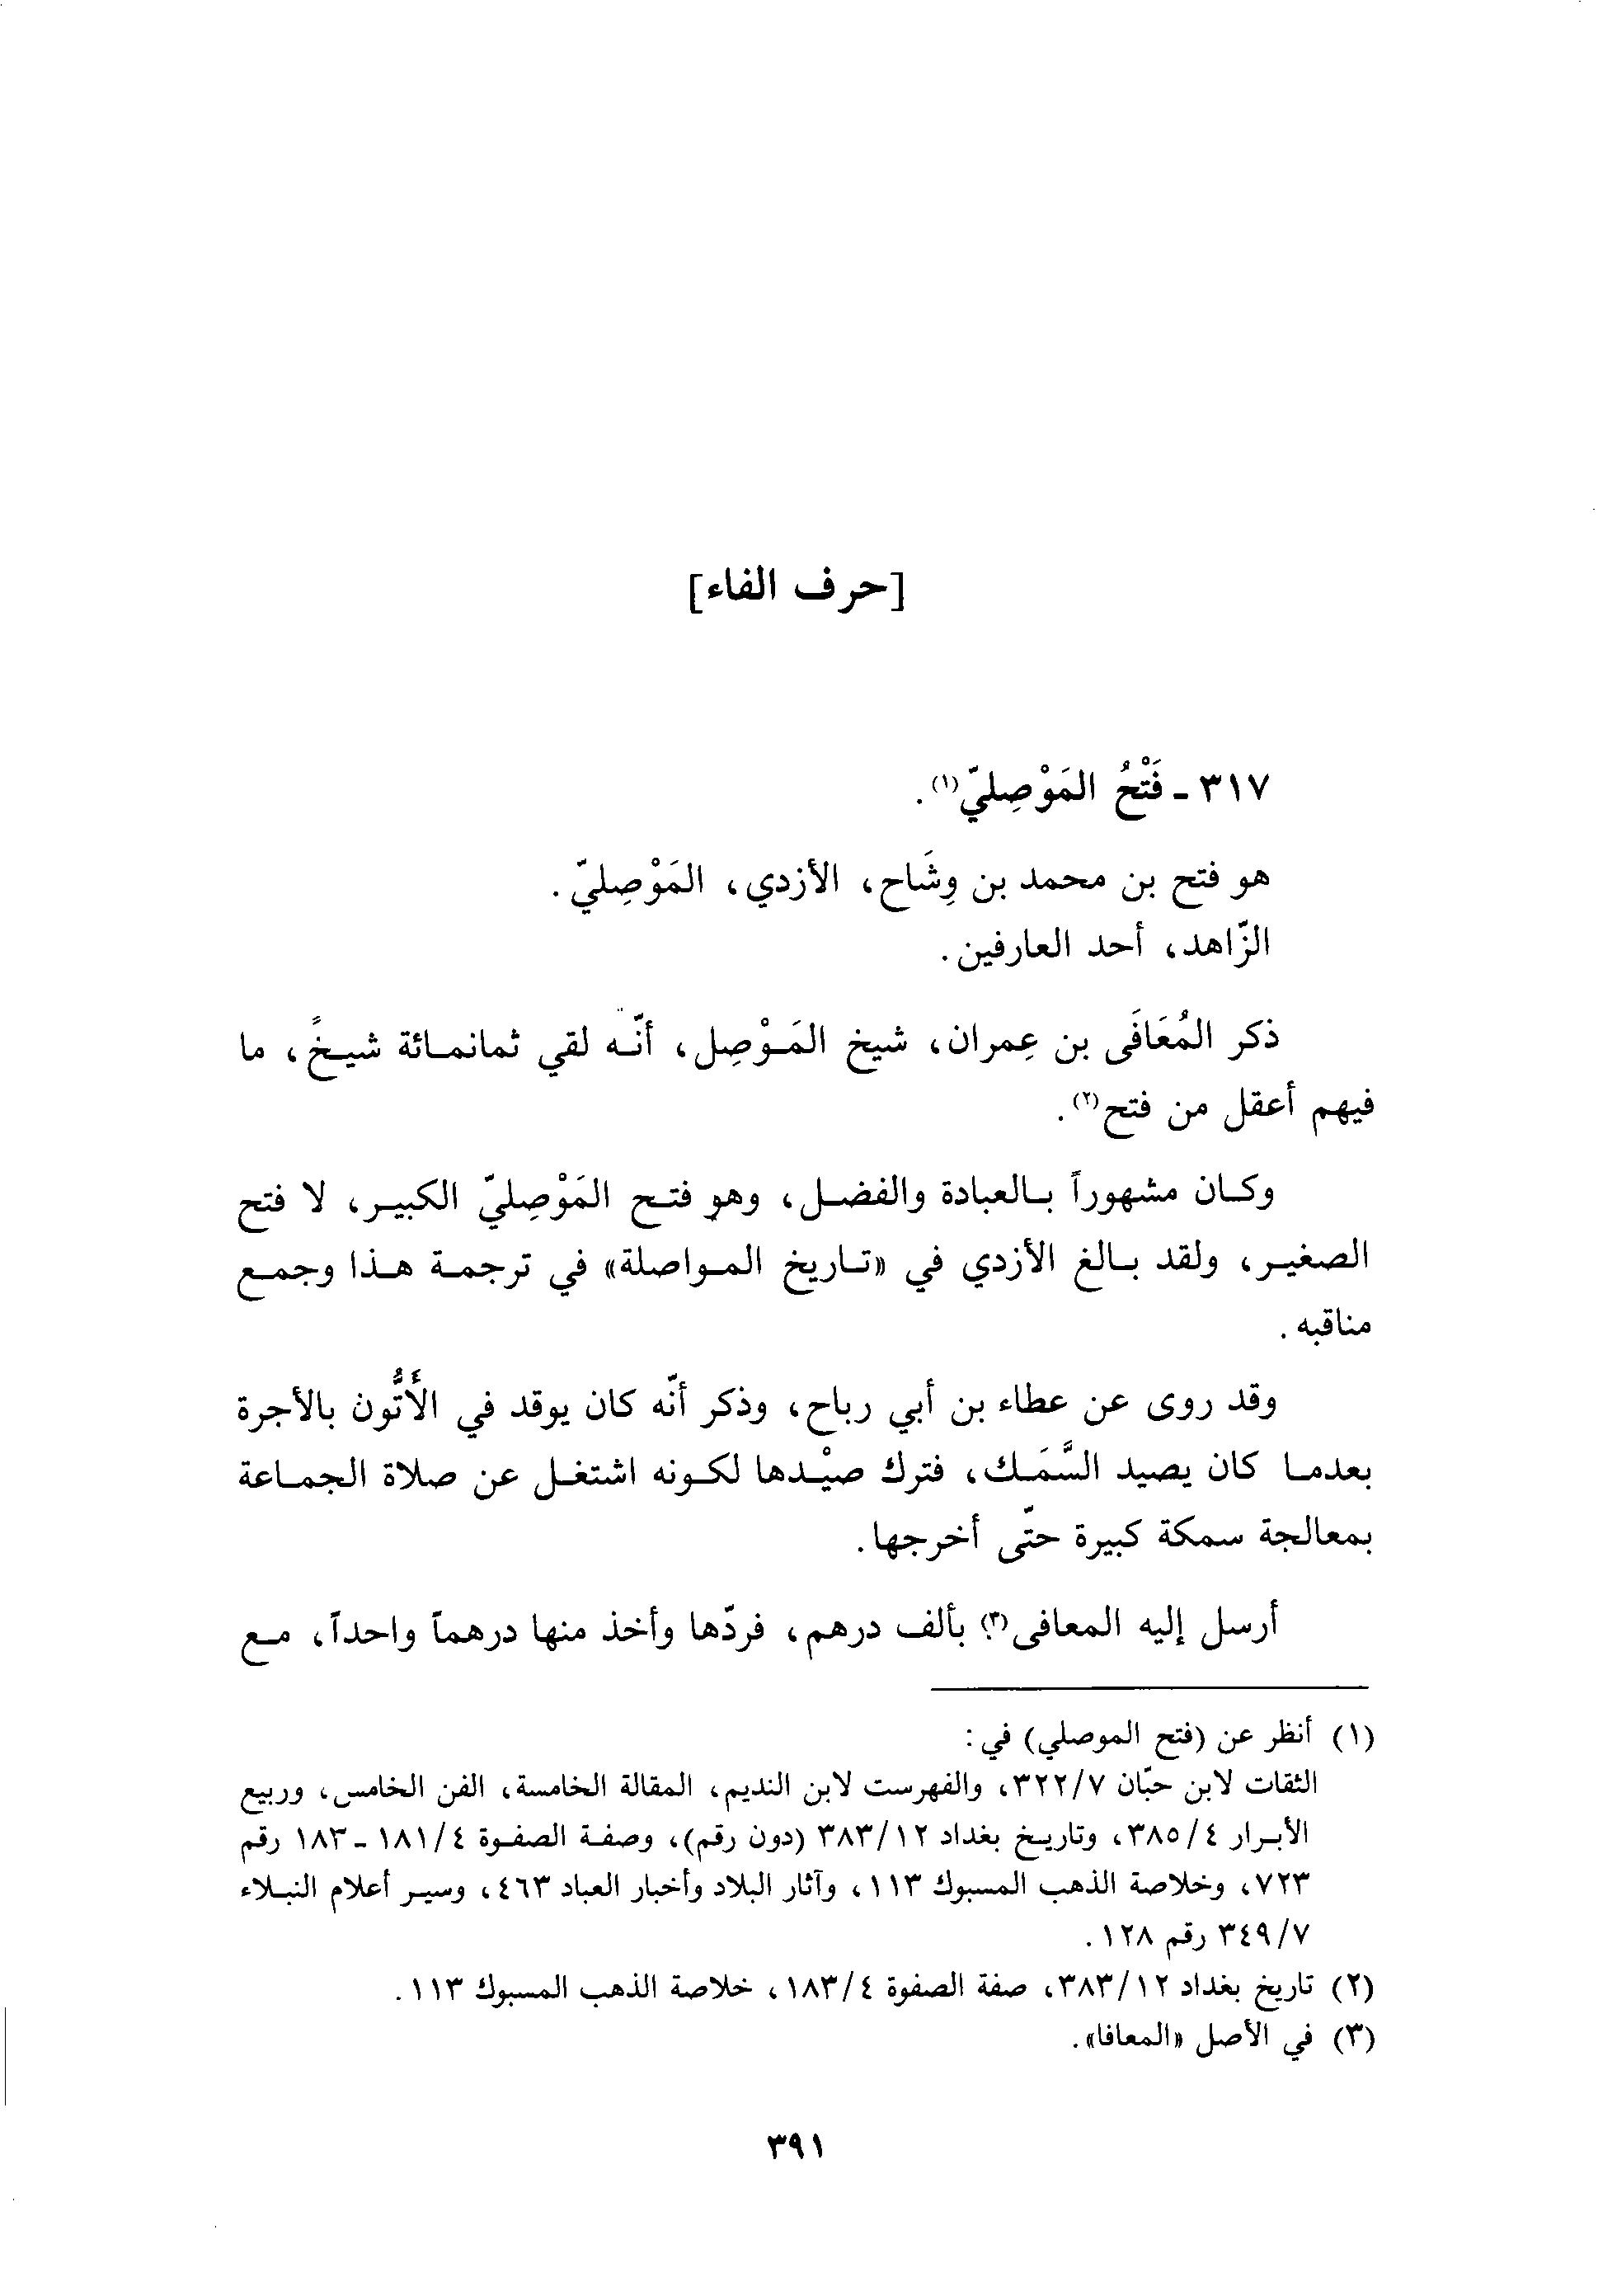 [حرف الفاء]
٣١٧ - فَتْحُ المَوْصِليّ(١).
هو فتح بن محمد بن وِشَاح، الأزدي، المَوْصِليّ.
الزّاهد، أحد العارفين.
ذكر المُعَافَى بن عِمران، شيخ المَوْصِل، أنّه لقي ثمانمائة شيخٍ، ما
فيهم أعقل من فتح(٢).
وكان مشهوراً بالعبادة والفضل، وهو فتح المَوْصِليّ الكبير، لا فتح
الصغير، ولقد بالغ الأزدي في «تاريخ المواصلة» في ترجمة هذا وجمع
مناقبه.
وقد روى عن عطاء بن أبي رباح، وذكر أنّه كان يوقد في الأَتُّون بالأجرة
بعدما كان يصيد السَّمَك، فترك صيْدها لكونه اشتغل عن صلاة الجماعة
بمعالجة سمكة كبيرة حتّى أخرجها.
أرسل إليه المعافى(٣) بألف درهم، فردّها وأخذ منها درهماً واحداً، مع
(١) أنظر عن (فتح الموصلي) في:
الثقات لابن حبّان ٣٢٢/٧، والفهرست لابن النديم، المقالة الخامسة، الفن الخامس، وربيع
الأبرار ٣٨٥/٤، وتاريخ بغداد ٣٨٣/١٢ (دون رقم)، وصفة الصفوة ١٨١/٤ - ١٨٣ رقم
٧٢٣، وخلاصة الذهب المسبوك ١١٣، وآثار البلاد وأخبار العباد ٤٦٣، وسير أعلام النبلاء
٣٤٩/٧ رقم ١٢٨.
(٢) تاريخ بغداد ٣٨٣/١٢، صفة الصفوة ١٨٣/٤، خلاصة الذهب المسبوك ١١٣.
(٣) في الأصل «المعافا».
٣٩١